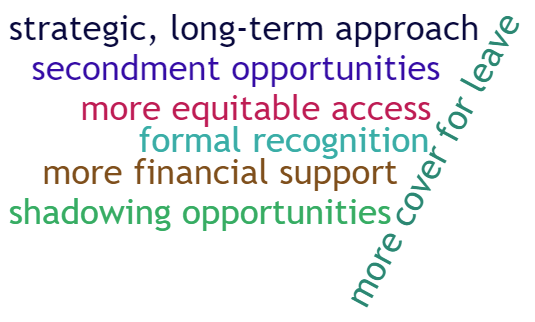 strategic, long-term approach
secondment opportunities
more equitable access
formal recognition
more financial support
shadowing opportunities
more cover for leave